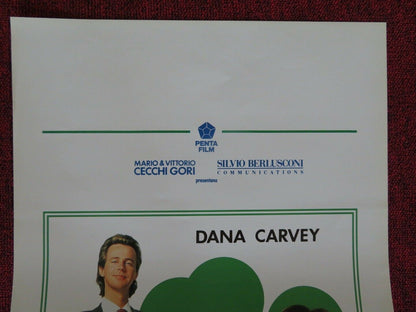 PENTA
FILM
MARIO & VITTORIO
CECCHI GORI
SILVIO BERLUSCONI
COMMUNICATIONS
presentano
DANA CARVEY